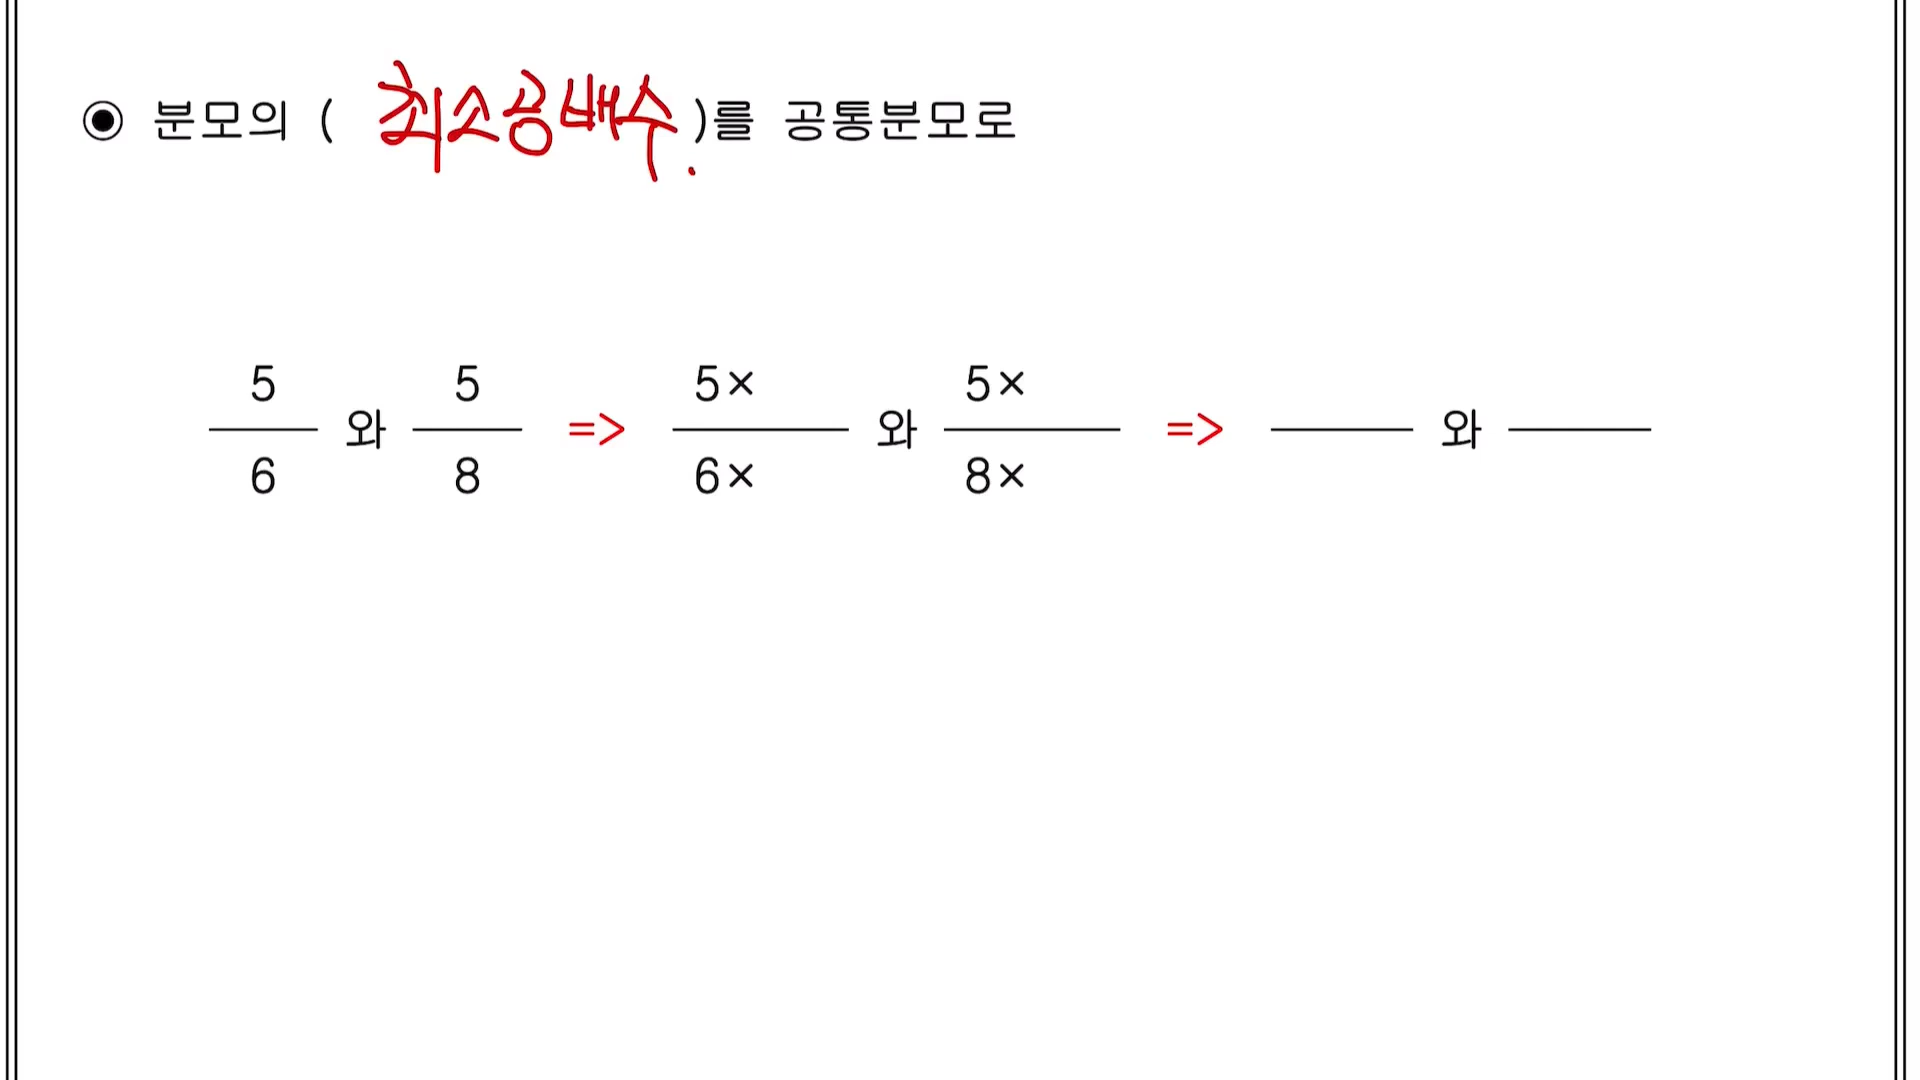 ◉ 분모의 ( 최소공배수.)를 공통분모로
5 5 5× 5×
와 => 와 => 와
6 8 6× 8×